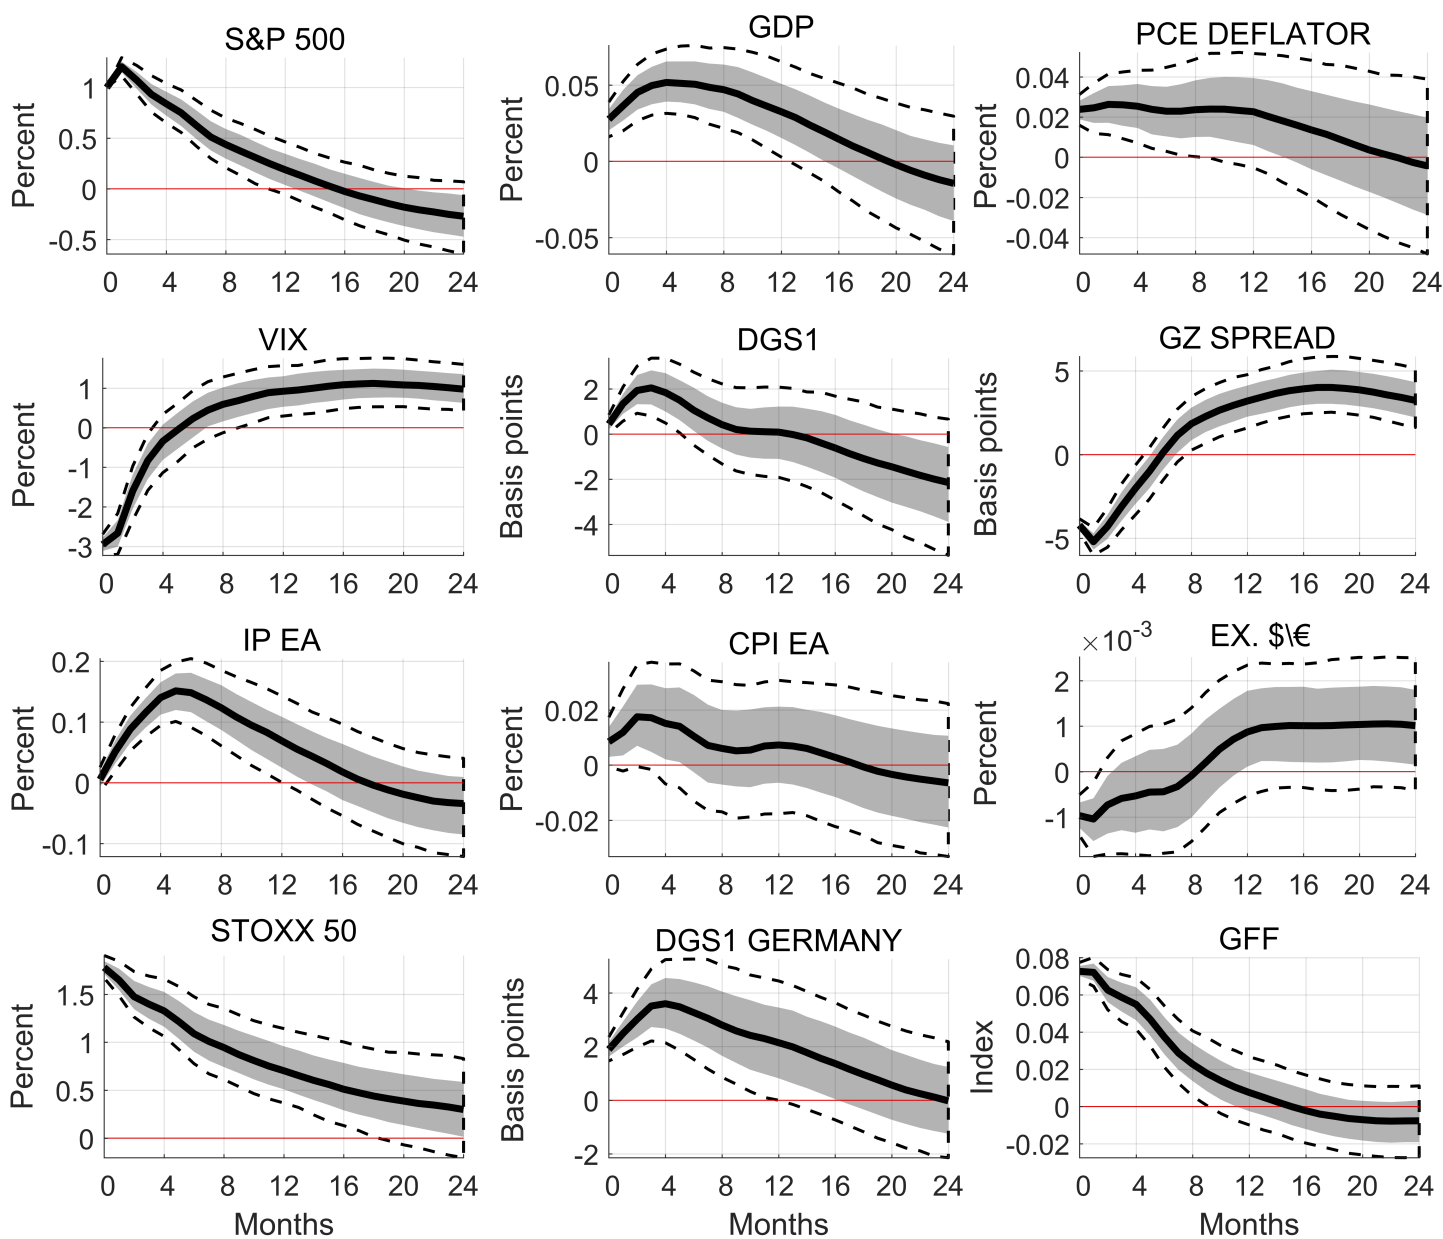 S&P 500
Percent
1
0.5
0
-0.5
0 4 8 12 16 20 24
GDP
Percent
0.05
0
-0.05
0 4 8 12 16 20 24
PCE DEFLATOR
Percent
0.04
0.02
0
-0.02
-0.04
0 4 8 12 16 20 24
VIX
Percent
1
0
-1
-2
-3
0 4 8 12 16 20 24
DGS1
Basis points
2
0
-2
-4
0 4 8 12 16 20 24
GZ SPREAD
Basis points
5
0
-5
0 4 8 12 16 20 24
IP EA
Percent
0.2
0.1
0
-0.1
0 4 8 12 16 20 24
CPI EA
Percent
0.02
0
-0.02
0 4 8 12 16 20 24
EX. $\€
×10-3
Percent
2
1
0
-1
0 4 8 12 16 20 24
STOXX 50
Percent
1.5
1
0.5
0
0 4 8 12 16 20 24
Months
DGS1 GERMANY
Basis points
4
2
0
-2
0 4 8 12 16 20 24
Months
GFF
Index
0.08
0.06
0.04
0.02
0
-0.02
0 4 8 12 16 20 24
Months